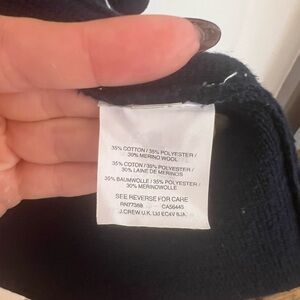 35% COTTON / 35% POLYESTER /
30% MERINO WOOL
35% COTON / 35% POLYESTER /
30% LAINE DE MERINOS
35% BAUMWOLLE / 35% POLYESTER /
30% MERINOWOLLE
SEE REVERSE FOR CARE
RN77388 CA56445
J.CREW U.K. Ltd EC4V 6JA